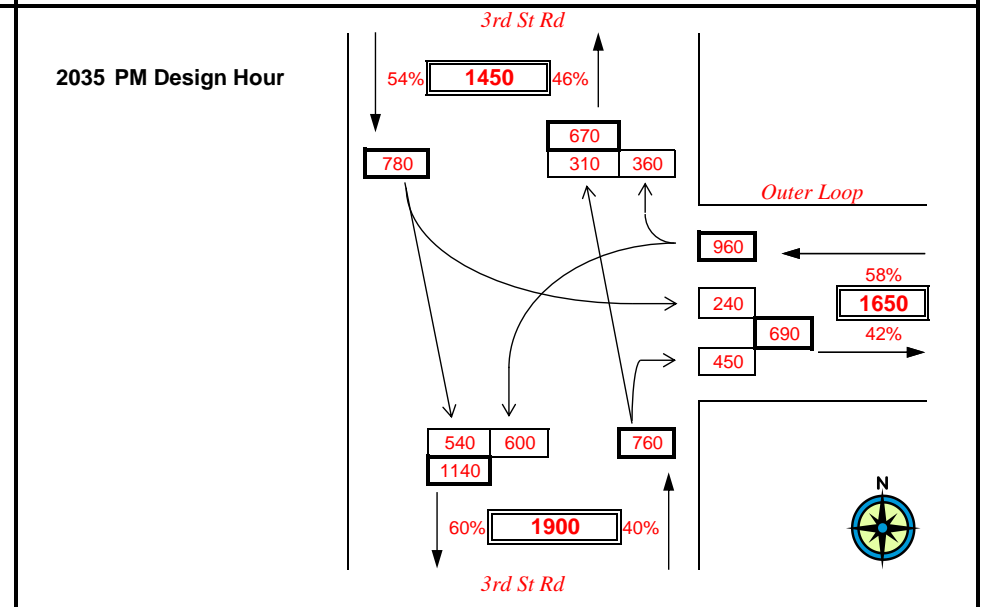 3rd St Rd
2035 PM Design Hour
54% 1450 46%
670
780 310 360
Outer Loop
960
58%
240 1650
690 42%
450
540 600 760
1140
N
60% 1900 40%
3rd St Rd